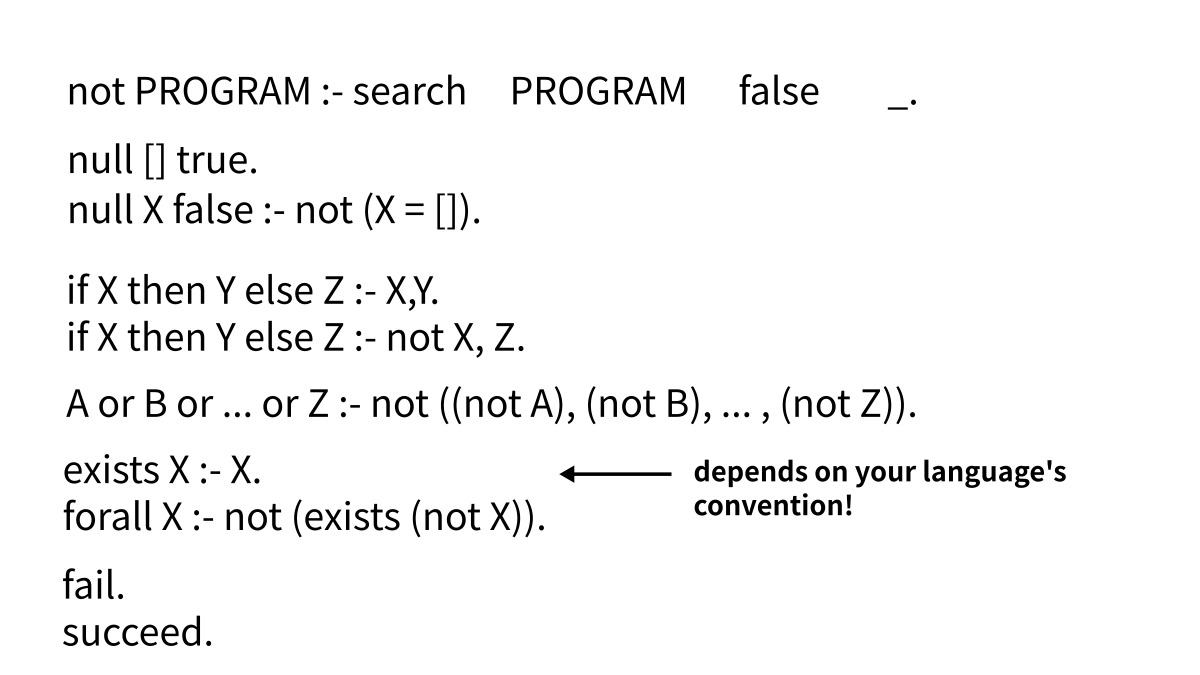 not PROGRAM :- search PROGRAM false _.
null [] true.
null X false :- not (X = []).
if X then Y else Z :- X,Y.
if X then Y else Z :- not X, Z.
A or B or ... or Z :- not ((not A), (not B), ... , (not Z)).
exists X :- X.
depends on your language's
convention!
forall X :- not (exists (not X)).
fail.
succeed.